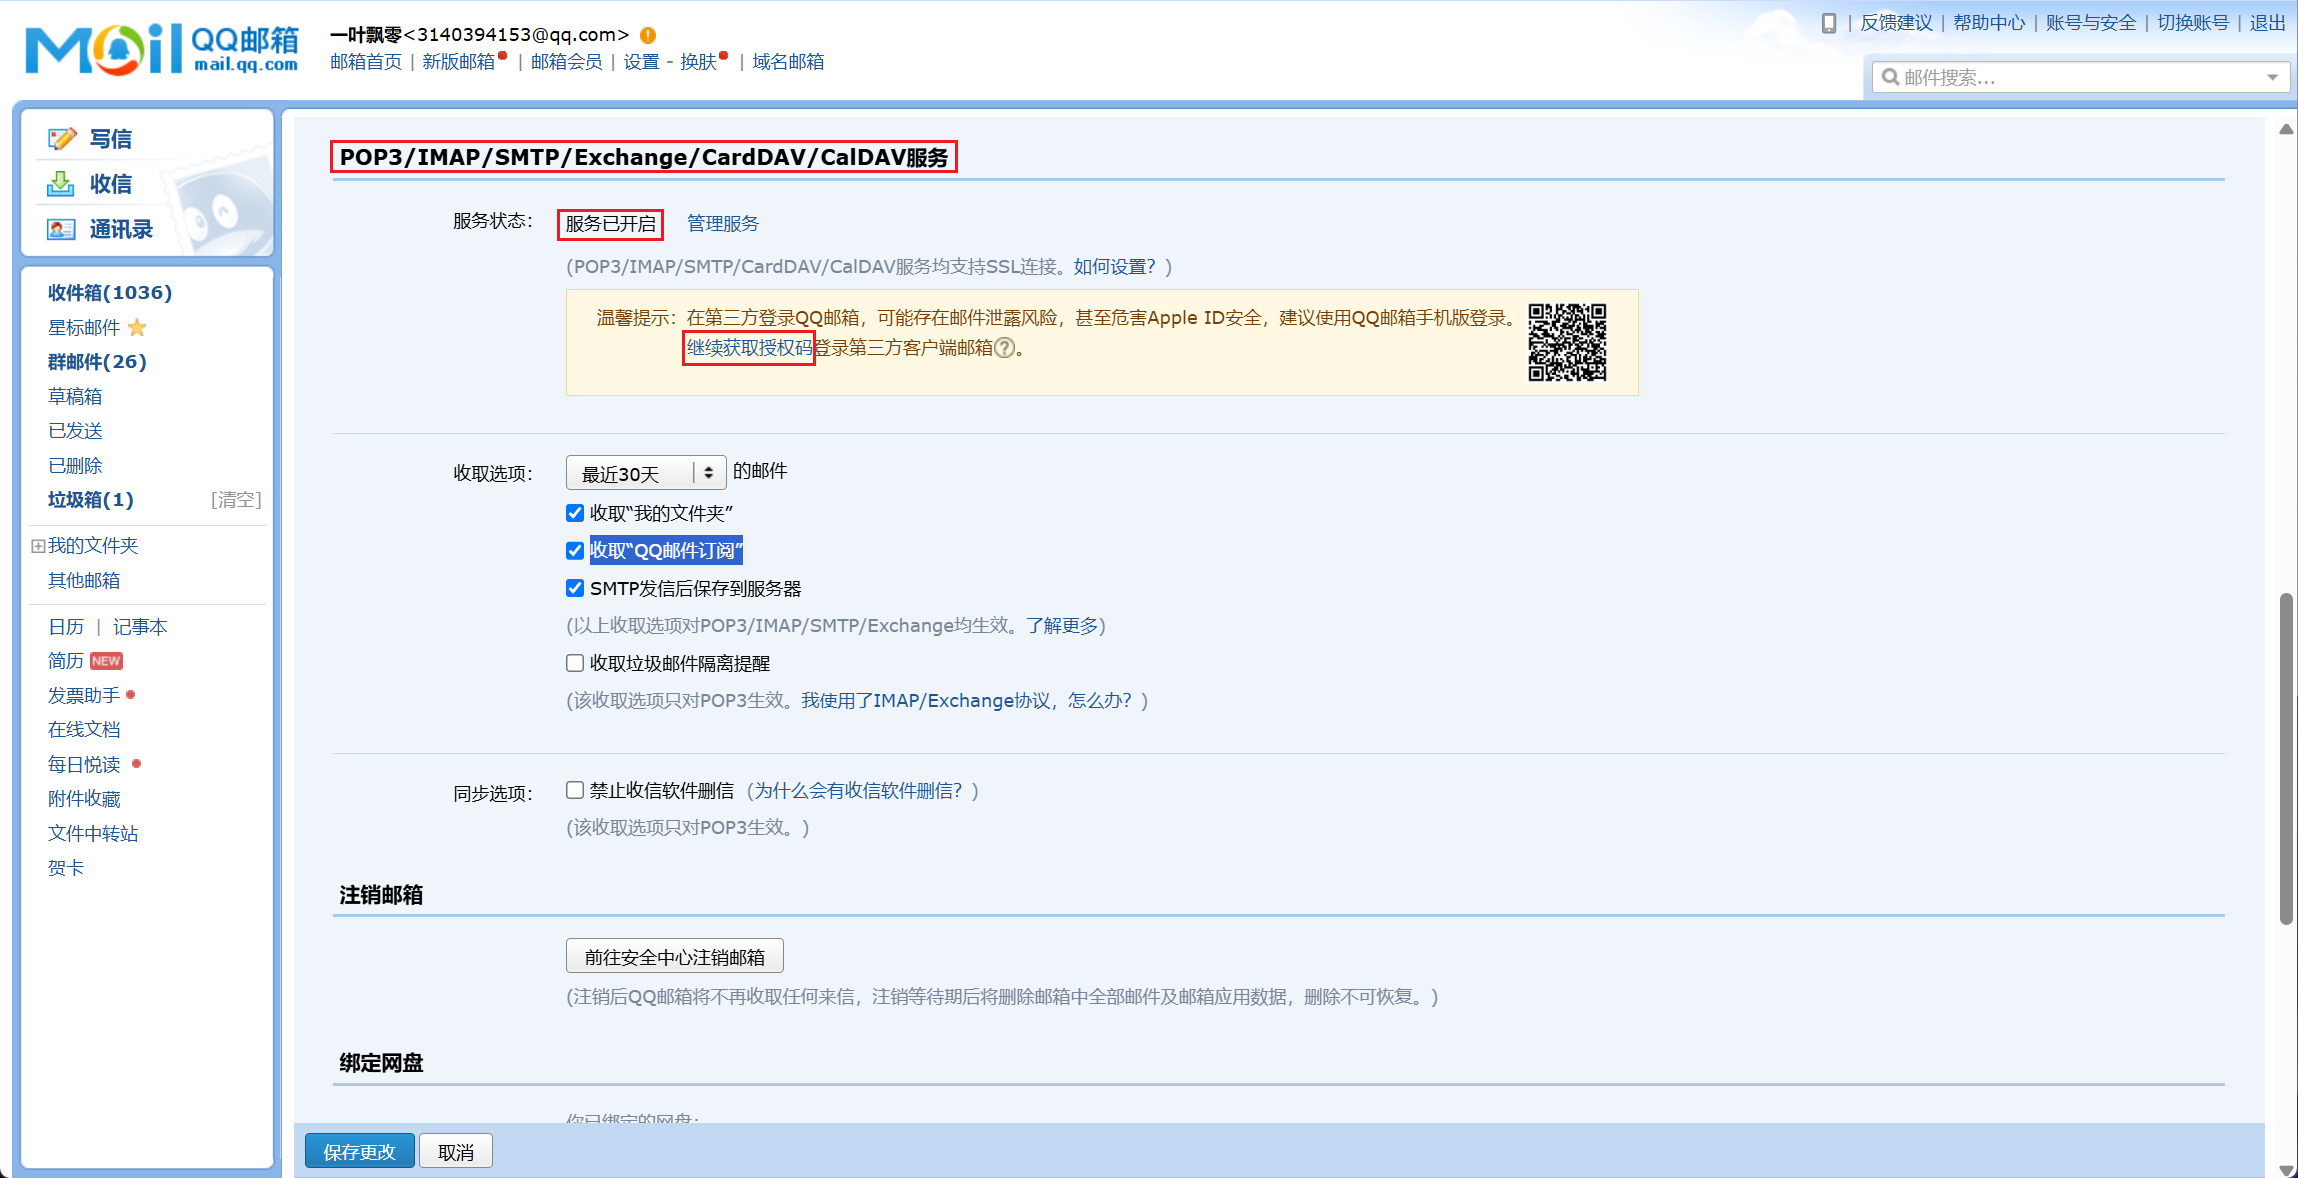 Mail QQ邮箱 mail.qq.com
一叶飘零<3140394153@qq.com>
邮箱首页 | 新版邮箱 | 邮箱会员 | 设置 - 换肤 | 域名邮箱
| 反馈建议 | 帮助中心 | 账号与安全 | 切换账号 | 退出
邮件搜索...
写信
收信
通讯录
收件箱(1036)
星标邮件
群邮件(26)
草稿箱
已发送
已删除
垃圾箱(1) [清空]
我的文件夹
其他邮箱
日历 | 记事本
简历 NEW
发票助手
在线文档
每日悦读
附件收藏
文件中转站
贺卡
POP3/IMAP/SMTP/Exchange/CardDAV/CalDAV服务
服务状态： 服务已开启 管理服务
(POP3/IMAP/SMTP/CardDAV/CalDAV服务均支持SSL连接。如何设置？)
温馨提示：在第三方登录QQ邮箱，可能存在邮件泄露风险，甚至危害Apple ID安全，建议使用QQ邮箱手机版登录。
继续获取授权码登录第三方客户端邮箱?。
收取选项： 最近30天 的邮件
收取“我的文件夹”
收取“QQ邮件订阅”
SMTP发信后保存到服务器
(以上收取选项对POP3/IMAP/SMTP/Exchange均生效。了解更多)
收取垃圾邮件隔离提醒
(该收取选项只对POP3生效。我使用了IMAP/Exchange协议，怎么办？)
同步选项： 禁止收信软件删信 （为什么会有收信软件删信？)
(该收取选项只对POP3生效。)
注销邮箱
前往安全中心注销邮箱
(注销后QQ邮箱将不再收取任何来信，注销等待期后将删除邮箱中全部邮件及邮箱应用数据，删除不可恢复。)
绑定网盘
你已绑定的网盘：
保存更改 取消